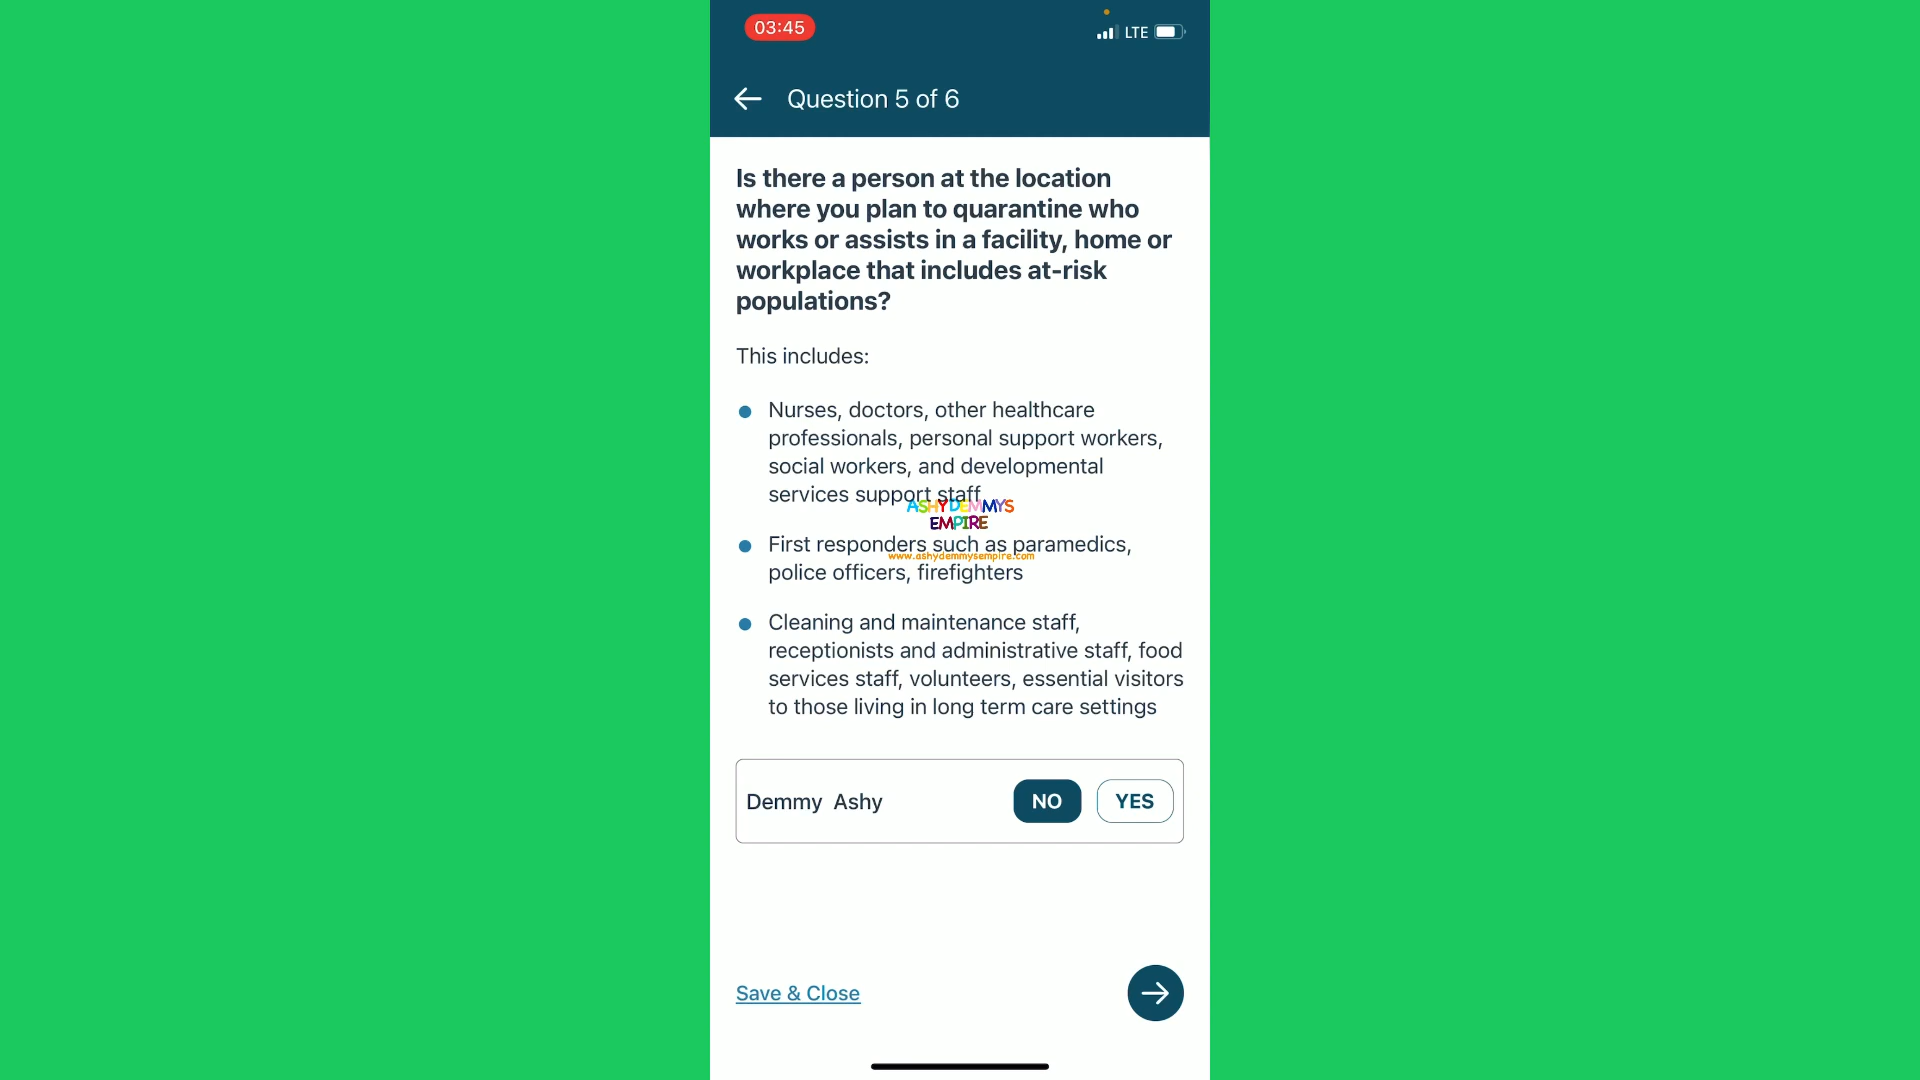 03:45
LTE
Question 5 of 6
Is there a person at the location
where you plan to quarantine who
works or assists in a facility, home or
workplace that includes at-risk
populations?
This includes:
Nurses, doctors, other healthcare
professionals, personal support workers,
social workers, and developmental
services support staff
ASHYDEMMYS
EMPIRE
First responders such as paramedics,
www.ashydemmysempire.com
police officers, firefighters
Cleaning and maintenance staff,
receptionists and administrative staff, food
services staff, volunteers, essential visitors
to those living in long term care settings
Demmy Ashy NO YES
Save & Close